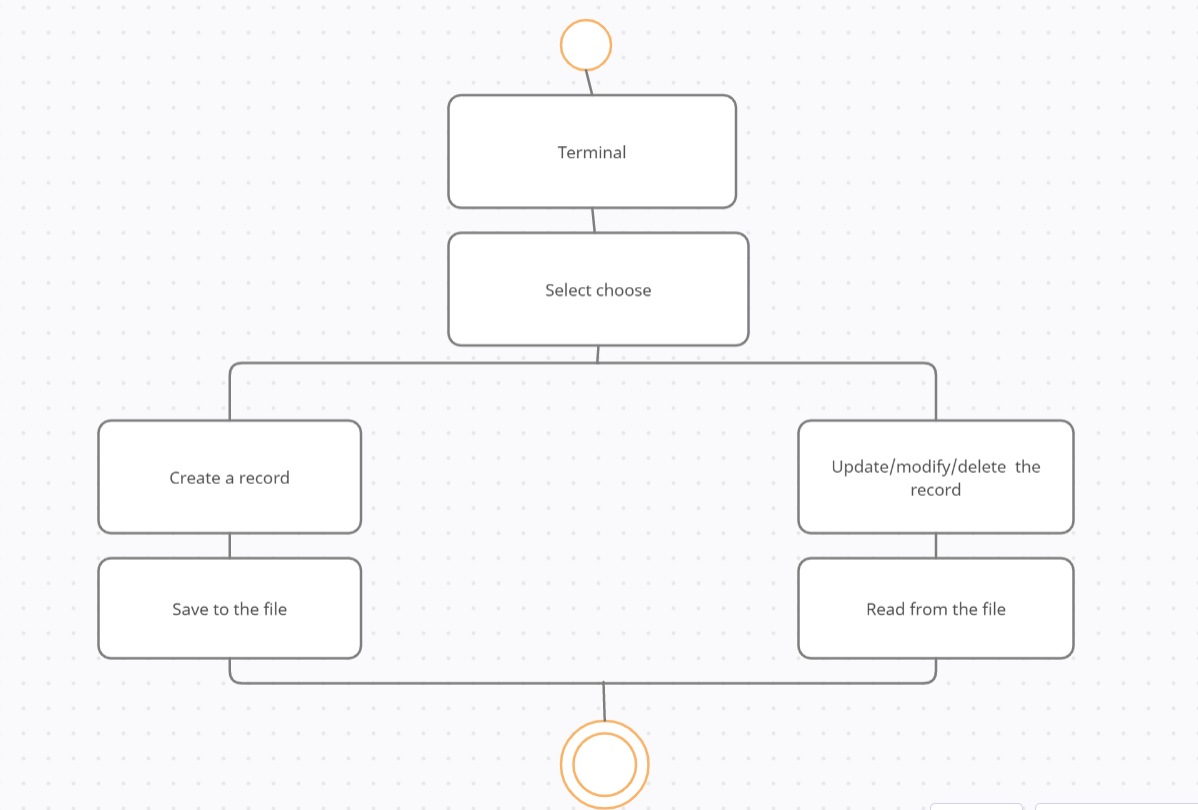 Terminal
Select choose
Create a record
Update/modify/delete the
record
Save to the file
Read from the file